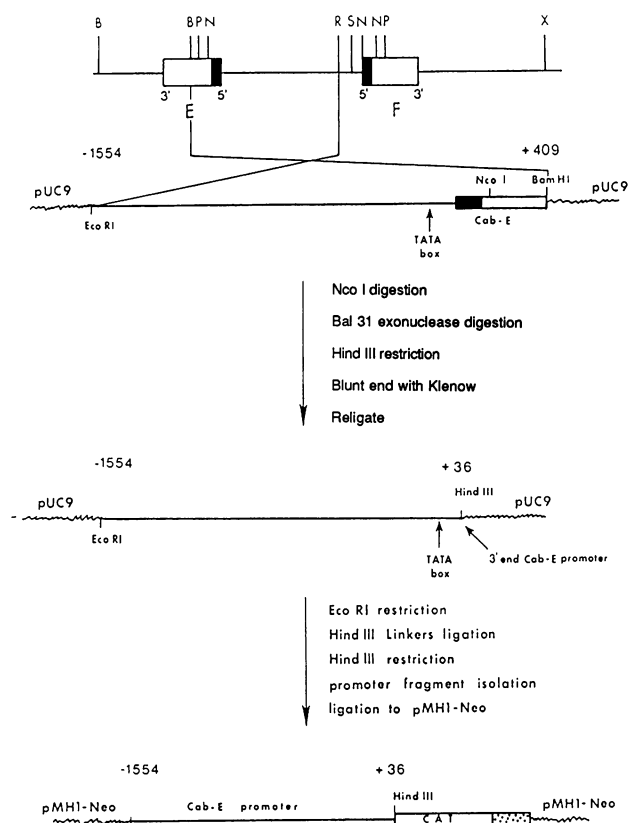 B BPN R SN NP X
3' 5' 5' 3'
E F
-1554 +409
Nco I BamHI
pUC9 pUC9
Eco RI Cab-E
TATA
box
Nco I digestion
Bal 31 exonuclease digestion
Hind III restriction
Blunt end with Klenow
Religate
-1554 +36
Hind III
pUC9 pUC9
Eco RI
TATA
box
3' end Cab-E promoter
Eco RI restriction
Hind III Linkers ligation
Hind III restriction
promoter fragment isolation
ligation to pMH1-Neo
-1554 +36
Hind III
pMH1-Neo Cab-E promoter CAT pMH1-Neo